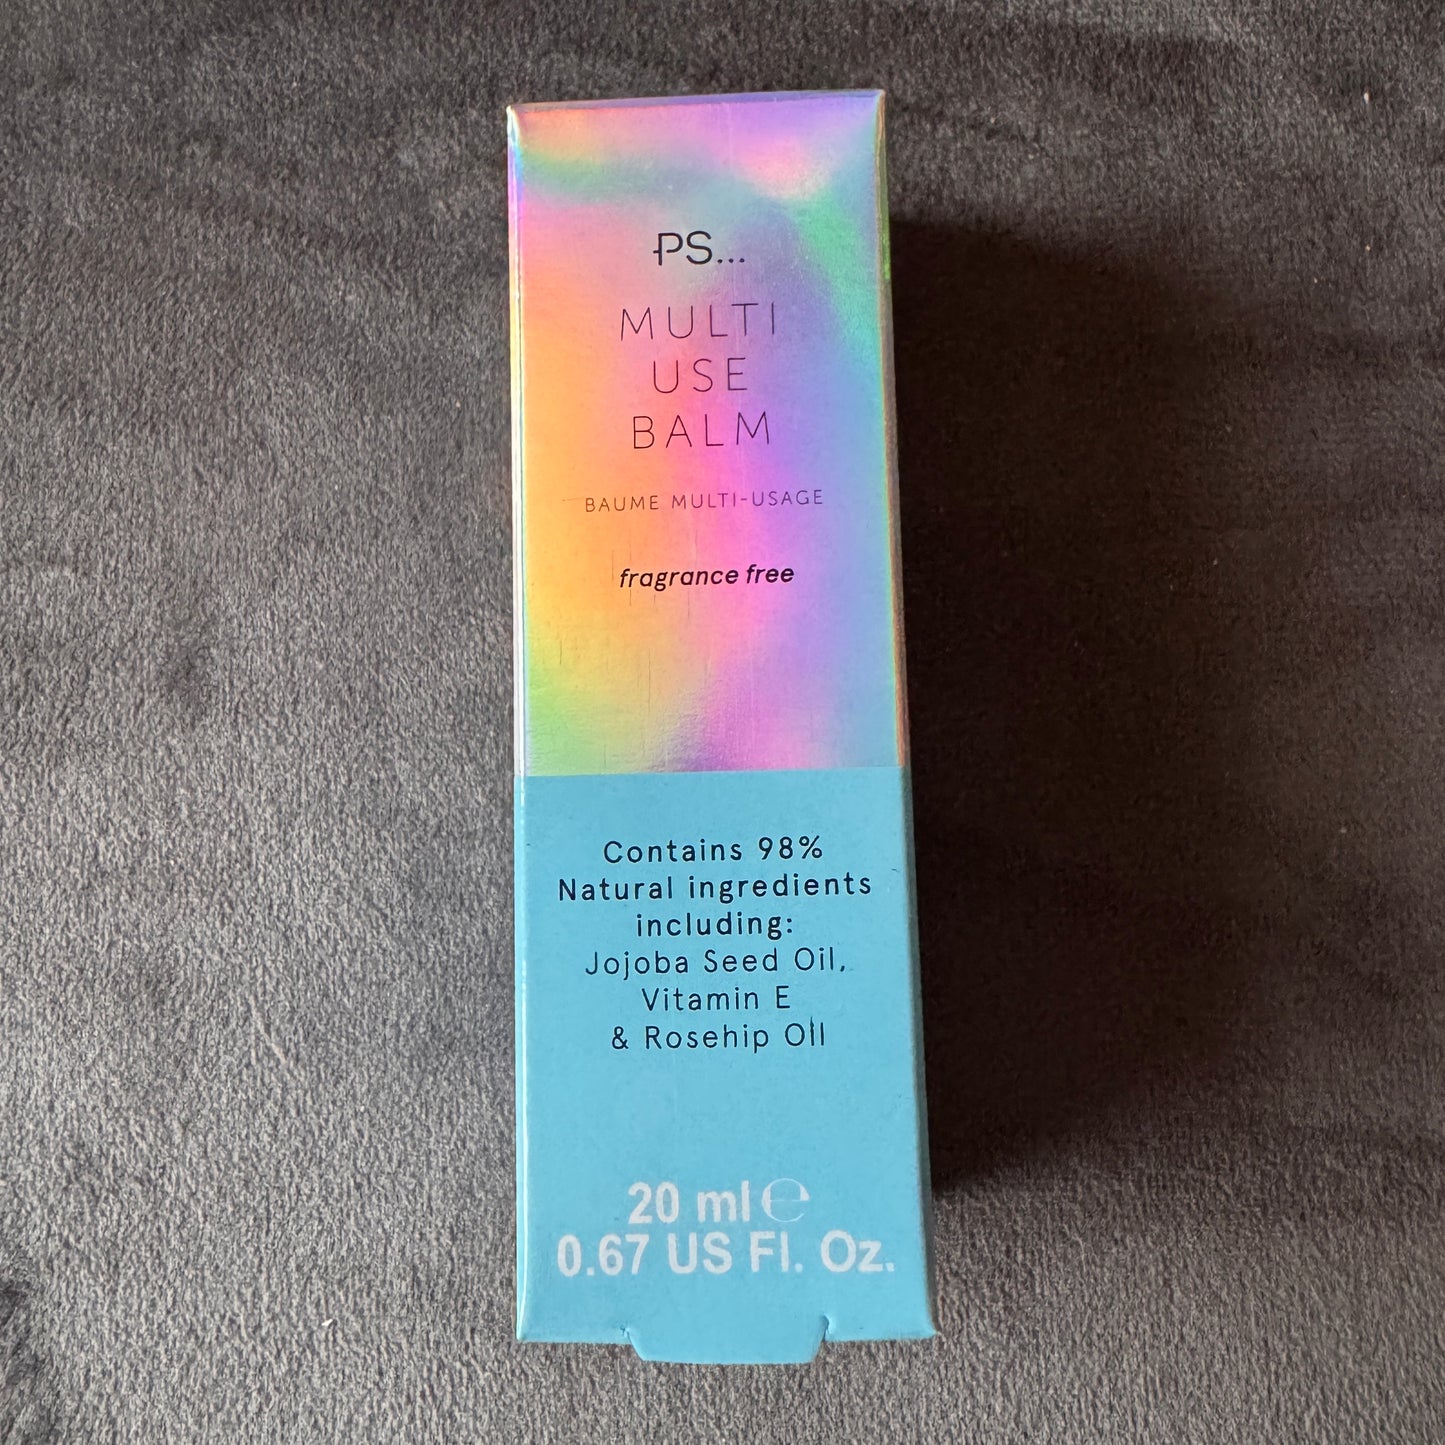 PS...
MULTI
USE
BALM
BAUME MULTI-USAGE
fragrance free
Contains 98%
Natural ingredients
including:
Jojoba Seed Oil,
Vitamin E
& Rosehip Oil
20 ml ℮
0.67 US Fl. Oz.